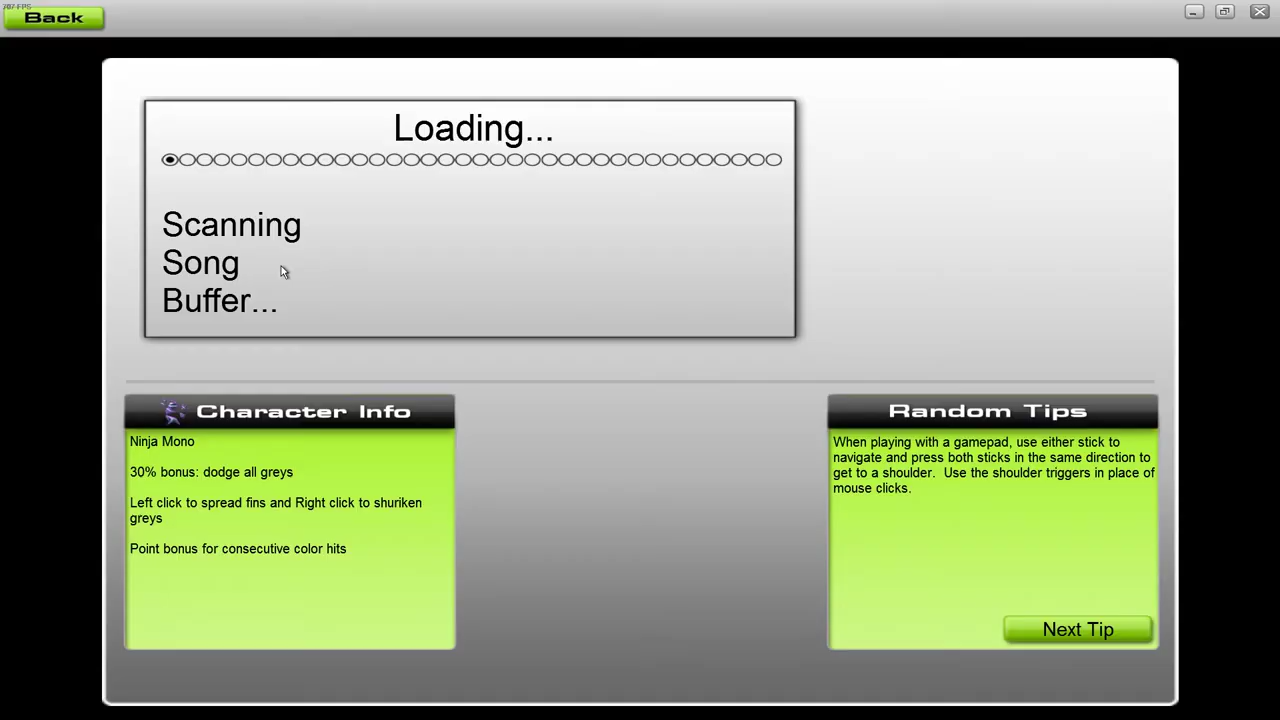 707 FPS
Back
Loading...
Scanning
Song
Buffer...
Character Info
Ninja Mono
30% bonus: dodge all greys
Left click to spread fins and Right click to shuriken
greys
Point bonus for consecutive color hits
Random Tips
When playing with a gamepad, use either stick to
navigate and press both sticks in the same direction to
get to a shoulder.  Use the shoulder triggers in place of
mouse clicks.
Next Tip